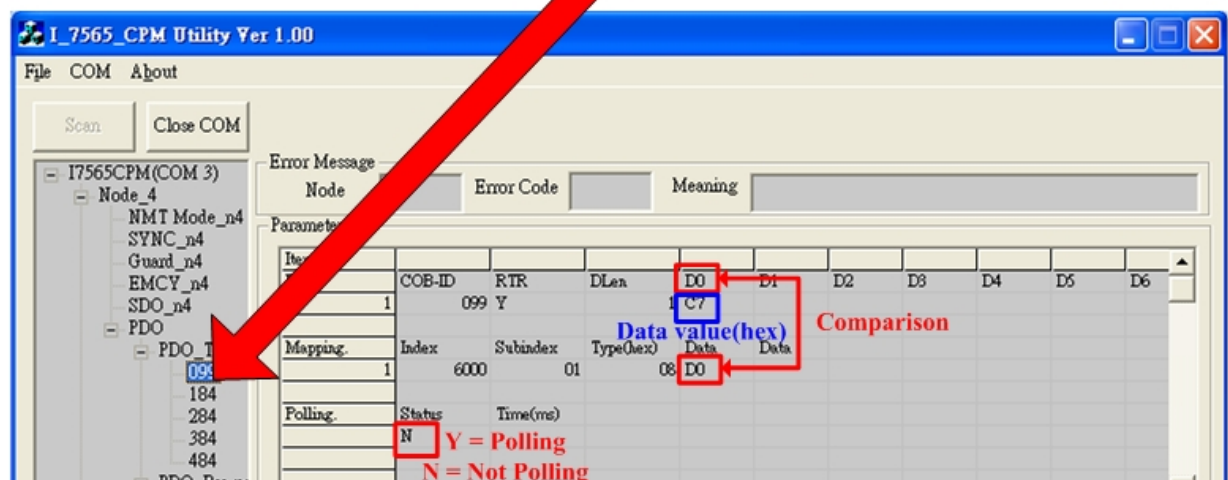 I_7565_CPM Utility Ver 1.00
File COM About
Scan Close COM
I7565CPM(COM 3)
Node_4
NMT Mode_n4
SYNC_n4
Guard_n4
EMCY_n4
SDO_n4
PDO
099
184
284
384
484
Error Message
Node Error Code Meaning
COB-ID RTR DLen D0 D1 D2 D3 D4 D5 D6
1 099 Y 1 C7
Data value(hex) Comparison
Mapping. Index Subindex Type(hex) Data Data
1 6000 01 08 D0
Polling. Status Time(ms)
N Y = Polling
N = Not Polling